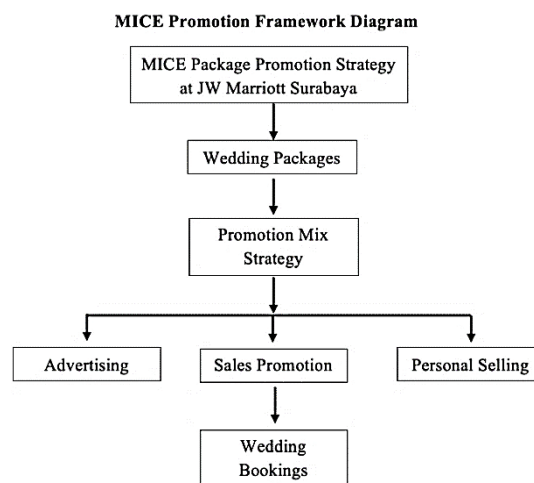 MICE Promotion Framework Diagram
MICE Package Promotion Strategy
at JW Marriott Surabaya
Wedding Packages
Promotion Mix
Strategy
Advertising
Sales Promotion
Personal Selling
Wedding
Bookings